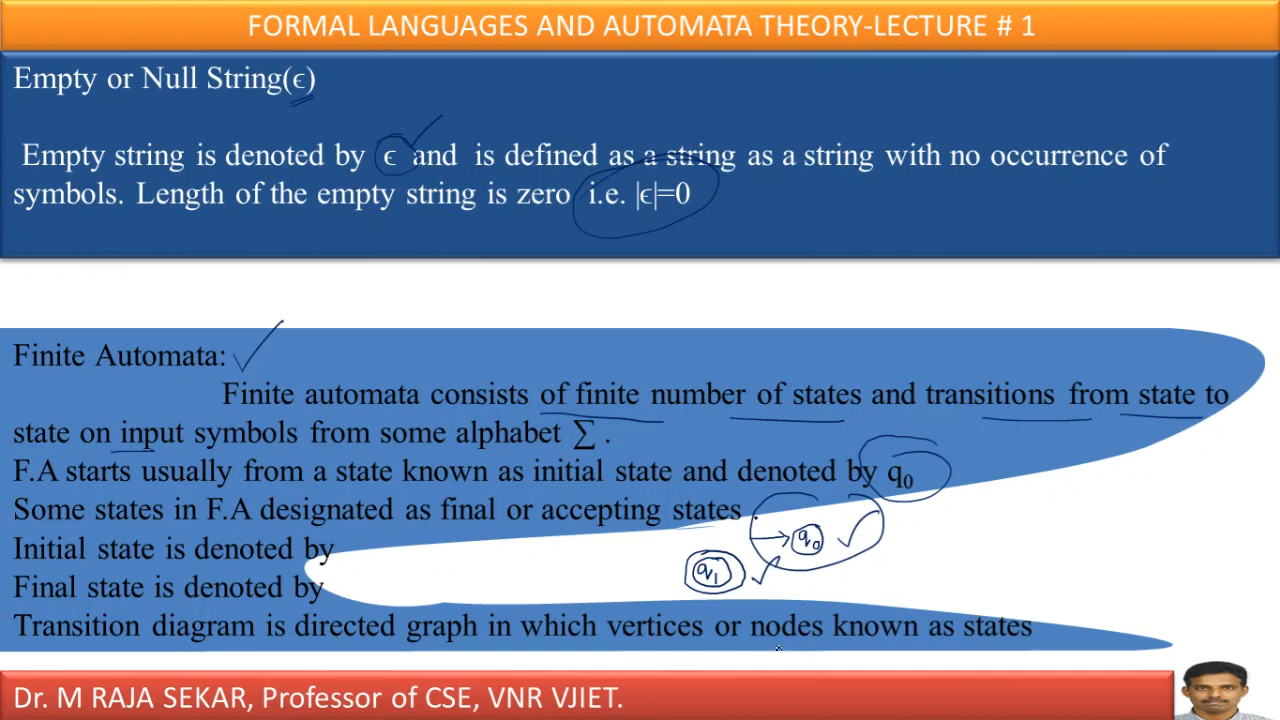 FORMAL LANGUAGES AND AUTOMATA THEORY-LECTURE # 1
Empty or Null String(ϵ)
Empty string is denoted by ϵ and is defined as a string as a string with no occurrence of
symbols. Length of the empty string is zero i.e. |ϵ|=0
Finite Automata:
Finite automata consists of finite number of states and transitions from state to
state on input symbols from some alphabet ∑ .
F.A starts usually from a state known as initial state and denoted by q₀
Some states in F.A designated as final or accepting states .
Initial state is denoted by
q₀
Final state is denoted by
q₁
Transition diagram is directed graph in which vertices or nodes known as states
Dr. M RAJA SEKAR, Professor of CSE, VNR VJIET.